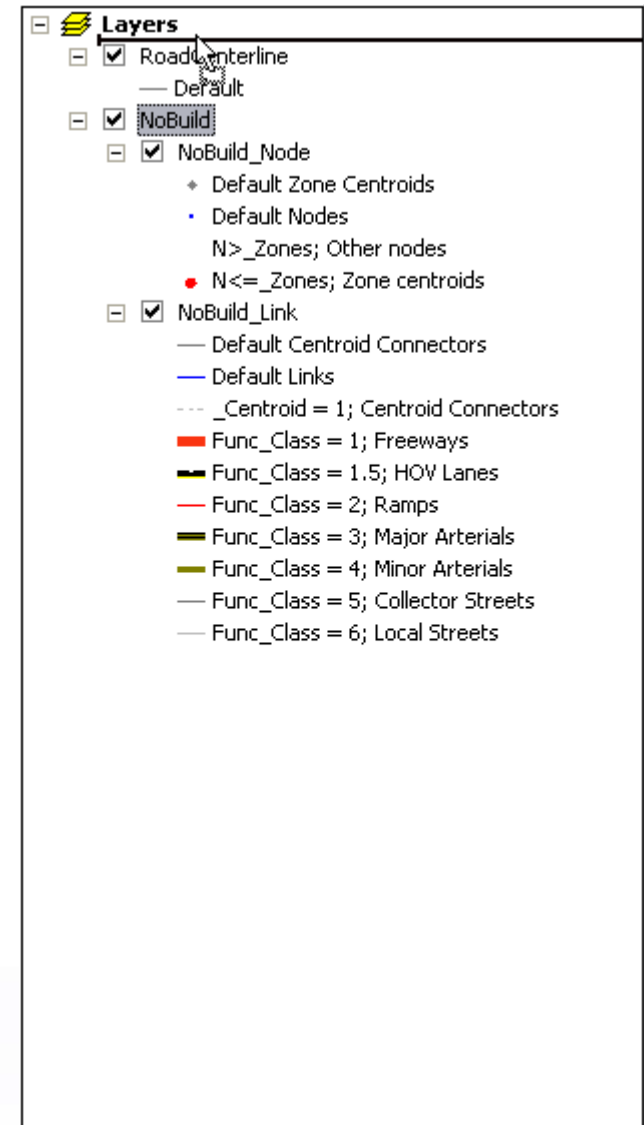 Layers
RoadCenterline
Default
NoBuild
NoBuild_Node
Default Zone Centroids
Default Nodes
N>_Zones; Other nodes
N<=_Zones; Zone centroids
NoBuild_Link
Default Centroid Connectors
Default Links
_Centroid = 1; Centroid Connectors
Func_Class = 1; Freeways
Func_Class = 1.5; HOV Lanes
Func_Class = 2; Ramps
Func_Class = 3; Major Arterials
Func_Class = 4; Minor Arterials
Func_Class = 5; Collector Streets
Func_Class = 6; Local Streets